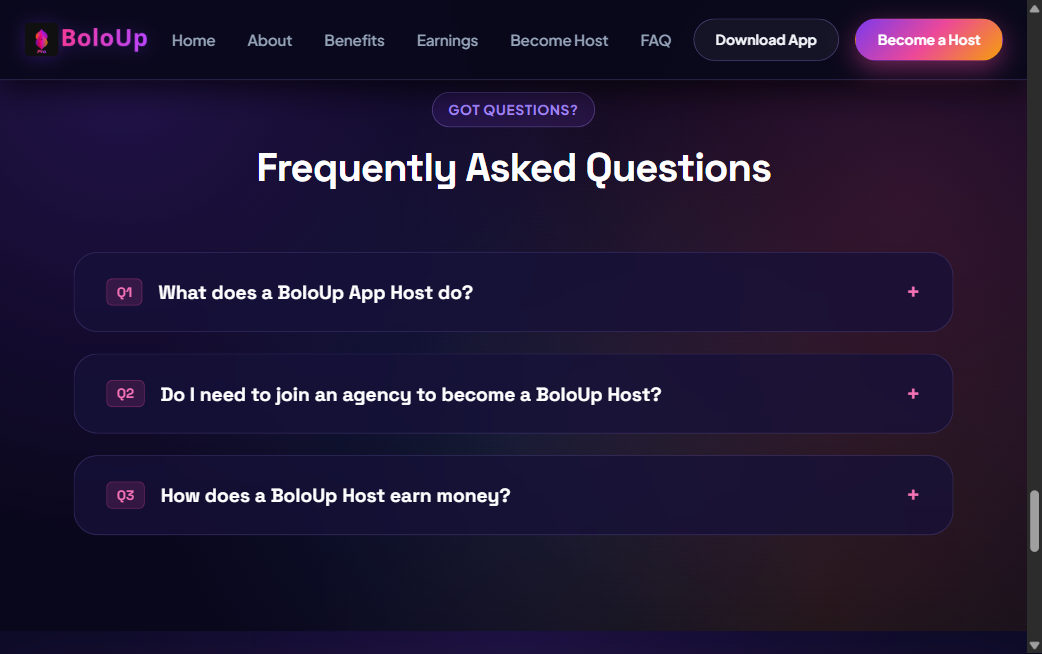 BoloUp
Home
About
Benefits
Earnings
Become Host
FAQ
Download App
Become a Host
GOT QUESTIONS?
Frequently Asked Questions
Q1 What does a BoloUp App Host do? +
Q2 Do I need to join an agency to become a BoloUp Host? +
Q3 How does a BoloUp Host earn money? +